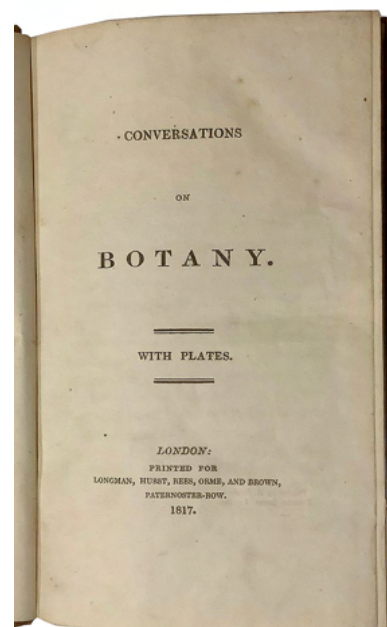 CONVERSATIONS
ON
BOTANY.
WITH PLATES.
LONDON:
PRINTED FOR
LONGMAN, HURST, REES, ORME, AND BROWN,
PATERNOSTER-ROW.
1817.